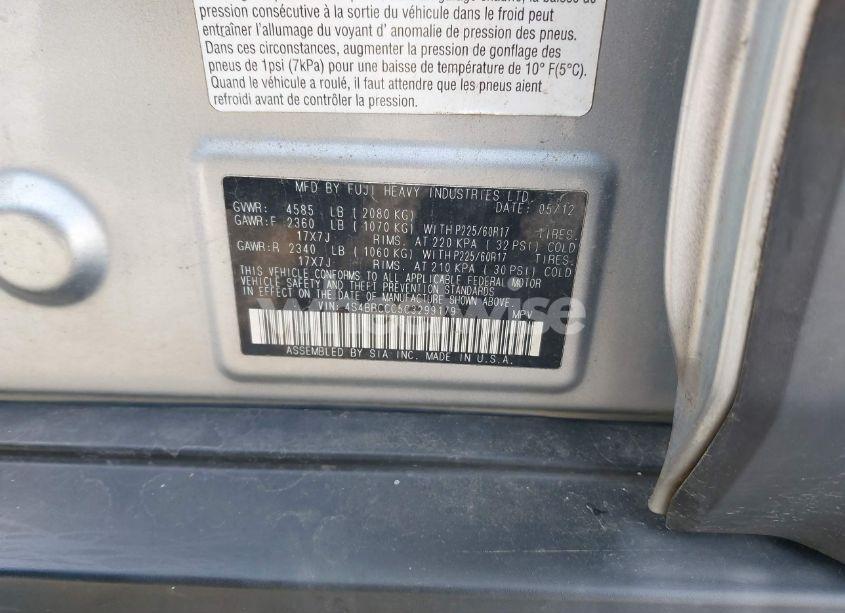 pression consécutive à la sortie du véhicule dans le froid peut
entraîner l'allumage du voyant d' anomalie de pression des pneus.
Dans ces circonstances, augmenter la pression de gonflage des
pneus de 1psi (7kPa) pour une baisse de température de 10° F(5°C).
Quand le véhicule a roulé, il faut attendre que les pneus aient
refroidi avant de contrôler la pression.
MFD BY FUJI HEAVY INDUSTRIES LTD.
GVWR: 4585 LB ( 2080 KG) DATE: 05/12
GAWR:F 2360 LB ( 1070 KG) WITH P225/60R17 TIRES.
17X7J RIMS. AT 220 KPA ( 32 PSI) COLD
GAWR:R 2340 LB ( 1060 KG) WITH P225/60R17 TIRES.
17X7J RIMS. AT 210 KPA ( 30 PSI) COLD
THIS VEHICLE CONFORMS TO ALL APPLICABLE FEDERAL MOTOR
VEHICLE SAFETY AND THEFT PREVENTION STANDARDS
IN EFFECT ON THE DATE OF MANUFACTURE SHOWN ABOVE.
VIN: 4S4BRCCC5C3299179 MPV
ASSEMBLED BY SIA INC. MADE IN U.S.A.